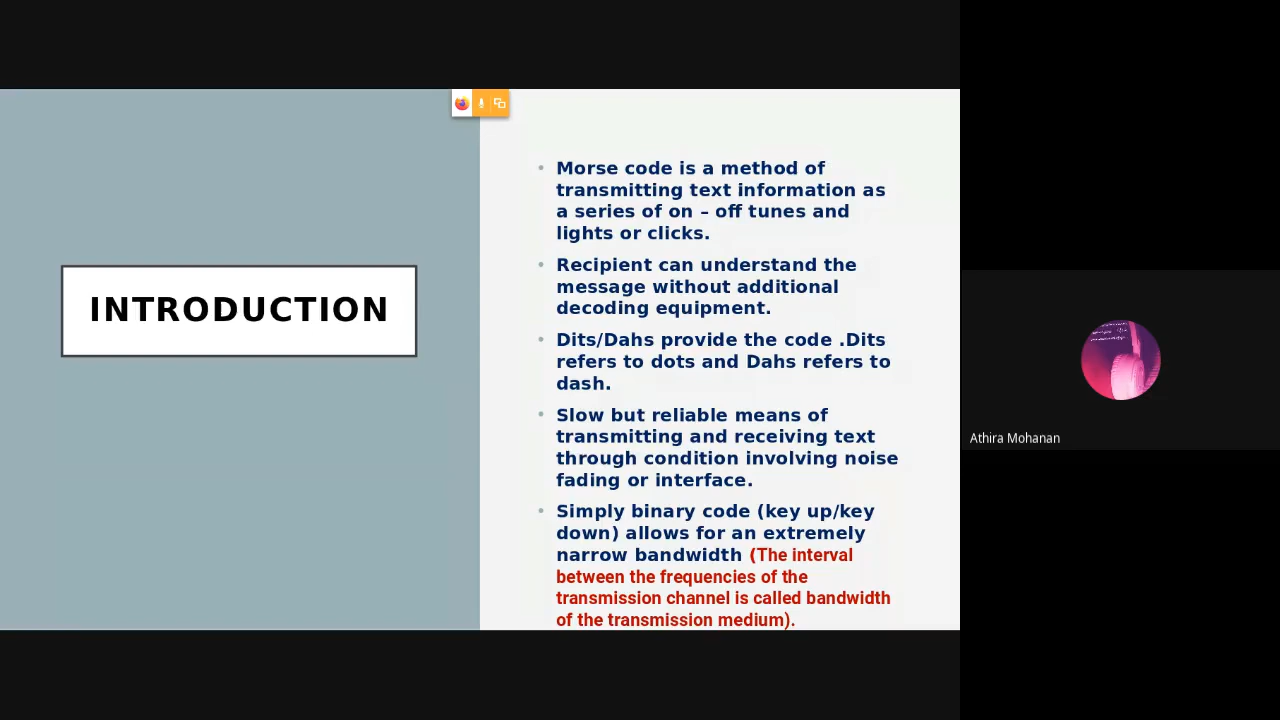 INTRODUCTION
• Morse code is a method of
transmitting text information as
a series of on – off tunes and
lights or clicks.
• Recipient can understand the
message without additional
decoding equipment.
• Dits/Dahs provide the code .Dits
refers to dots and Dahs refers to
dash.
• Slow but reliable means of
transmitting and receiving text
through condition involving noise
fading or interface.
• Simply binary code (key up/key
down) allows for an extremely
narrow bandwidth (The interval
between the frequencies of the
transmission channel is called bandwidth
of the transmission medium).
Athira Mohanan